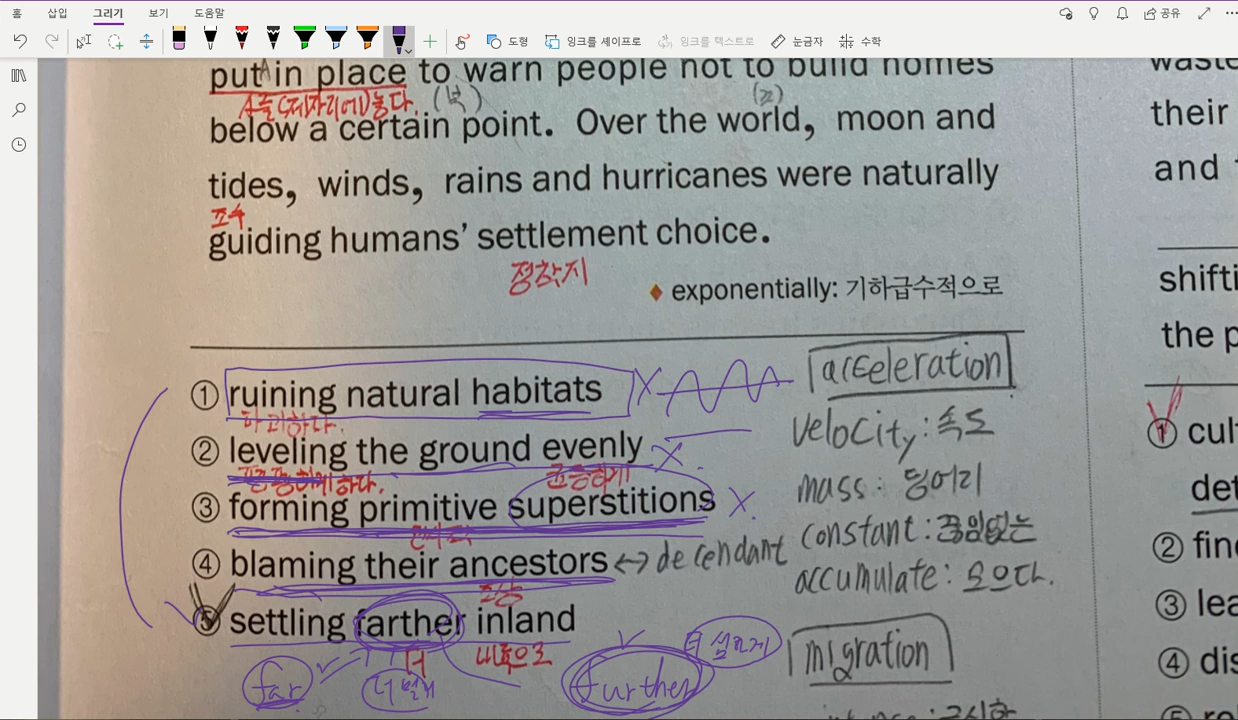 홈 삽입 그리기 보기 도움말 공유
도형 잉크를 셰이프로 잉크를 텍스트로 눈금자 수학
put in place to warn people not to build homes
below a certain point. Over the world, moon and
tides, winds, rains and hurricanes were naturally
조수
guiding humans' settlement choice.
정착지
◆ exponentially: 기하급수적으로
① ruining natural habitats
파괴하다.
② leveling the ground evenly
하다.
③ forming primitive superstitions
④ blaming their ancestors ↔ decendant
조상
⑤ settling farther inland
더 내륙으로
far 더 멀리 further
acceleration
velocity: 속도
mass: 덩어리
constant: 끊임없는
accumulate: 모으다.
migration
waste
their
and
shifti
the p
① cul
det
② fin
③ lea
④ dis